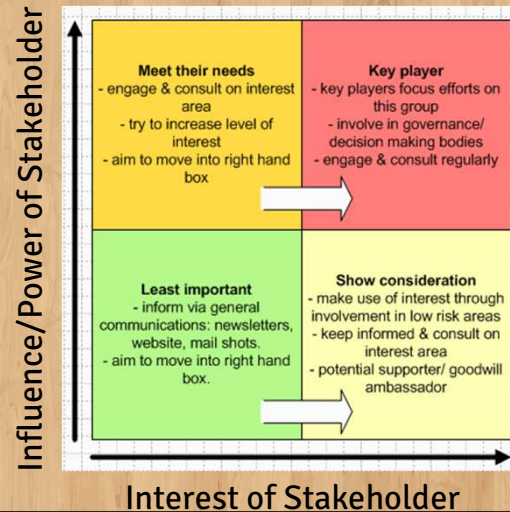 Influence/Power of Stakeholder
Meet their needs
- engage & consult on interest
area
- try to increase level of
interest
- aim to move into right hand
box
Key player
- key players focus efforts on
this group
- involve in governance/
decision making bodies
- engage & consult regularly
Least important
- inform via general
communications: newsletters,
website, mail shots.
- aim to move into right hand
box.
Show consideration
- make use of interest through
involvement in low risk areas
- keep informed & consult on
interest area
- potential supporter/ goodwill
ambassador
Interest of Stakeholder